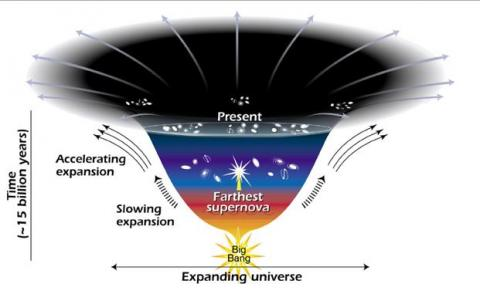 Present
Accelerating
expansion
Farthest
supernova
Slowing
expansion
Time
(~15 billion years)
Big
Bang
Expanding universe